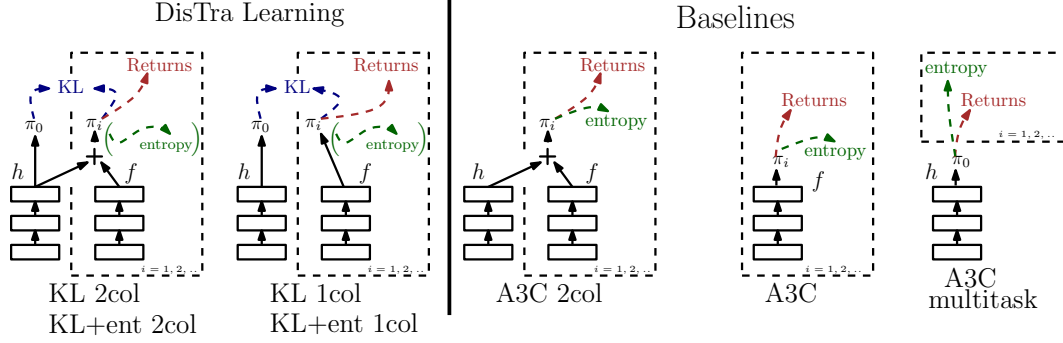 DisTra Learning
Baselines
Returns
KL
π0
πi
(entropy)
h
f
i = 1, 2, ..
KL 2col
KL+ent 2col
Returns
KL
π0
πi
(entropy)
h
f
i = 1, 2, ..
KL 1col
KL+ent 1col
Returns
entropy
πi
h
f
i = 1, 2, ..
A3C 2col
Returns
entropy
πi
f
i = 1, 2, ..
A3C
entropy
Returns
i = 1, 2, ..
π0
h
A3C
multitask